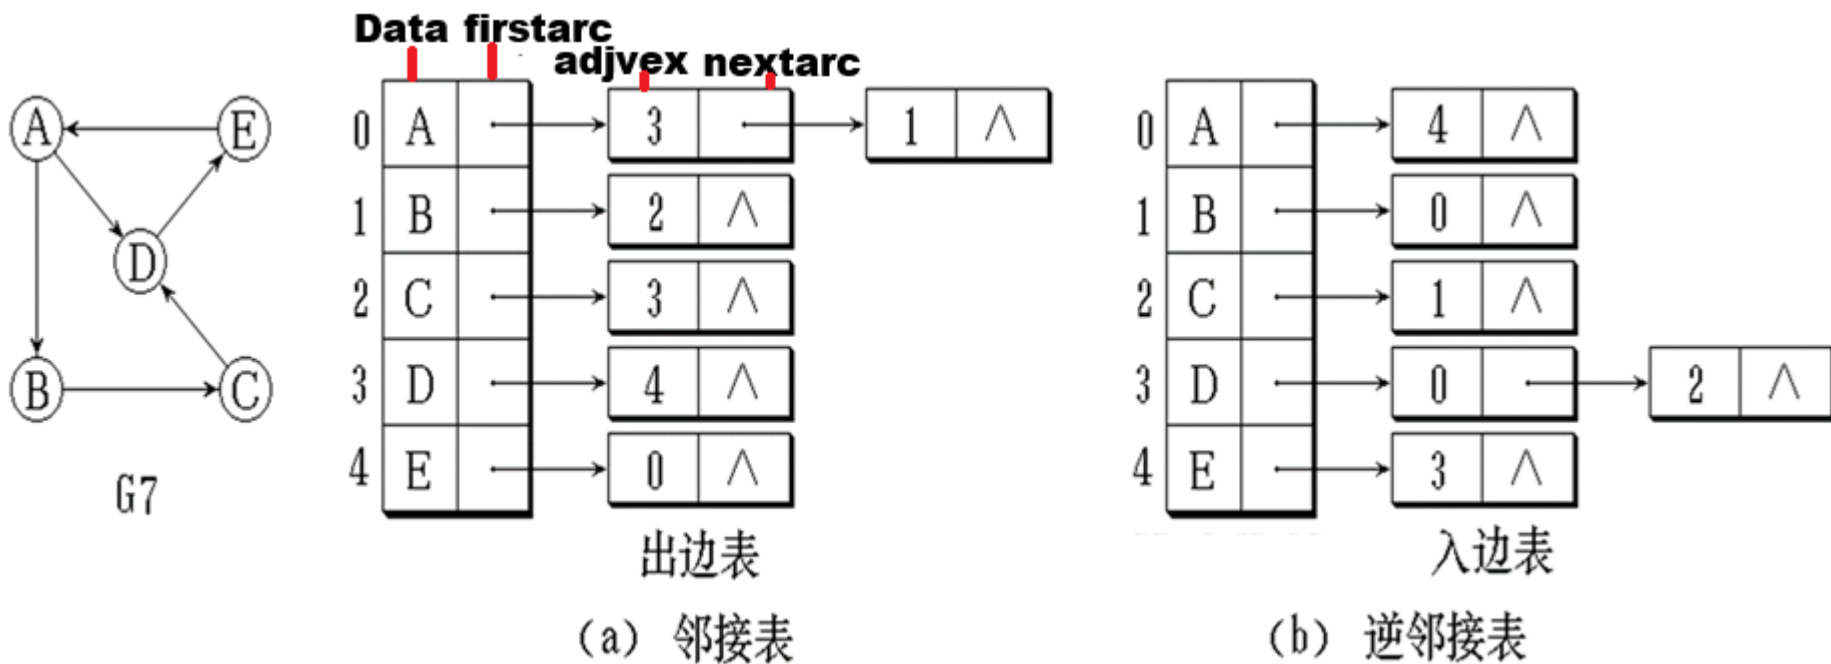 Data firstarc
adjvex nextarc
A E
D
B C
G7
0 A 3 1 ∧
1 B 2 ∧
2 C 3 ∧
3 D 4 ∧
4 E 0 ∧
出边表
(a) 邻接表
0 A 4 ∧
1 B 0 ∧
2 C 1 ∧
3 D 0 2 ∧
4 E 3 ∧
入边表
(b) 逆邻接表